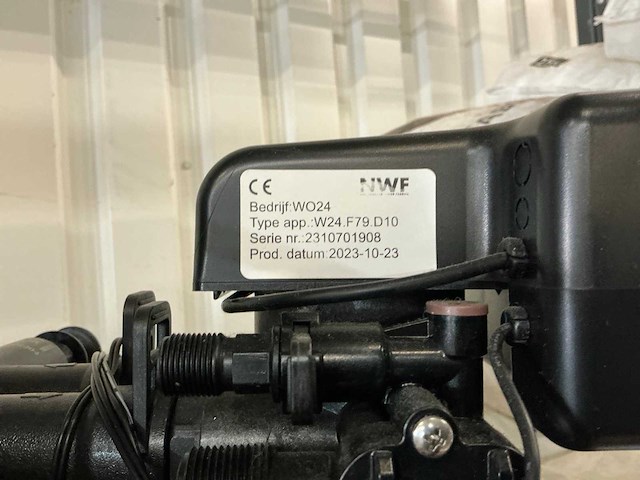 CE
NWF
Bedrijf:WO24
Type app.:W24.F79.D10
Serie nr.:2310701908
Prod. datum:2023-10-23